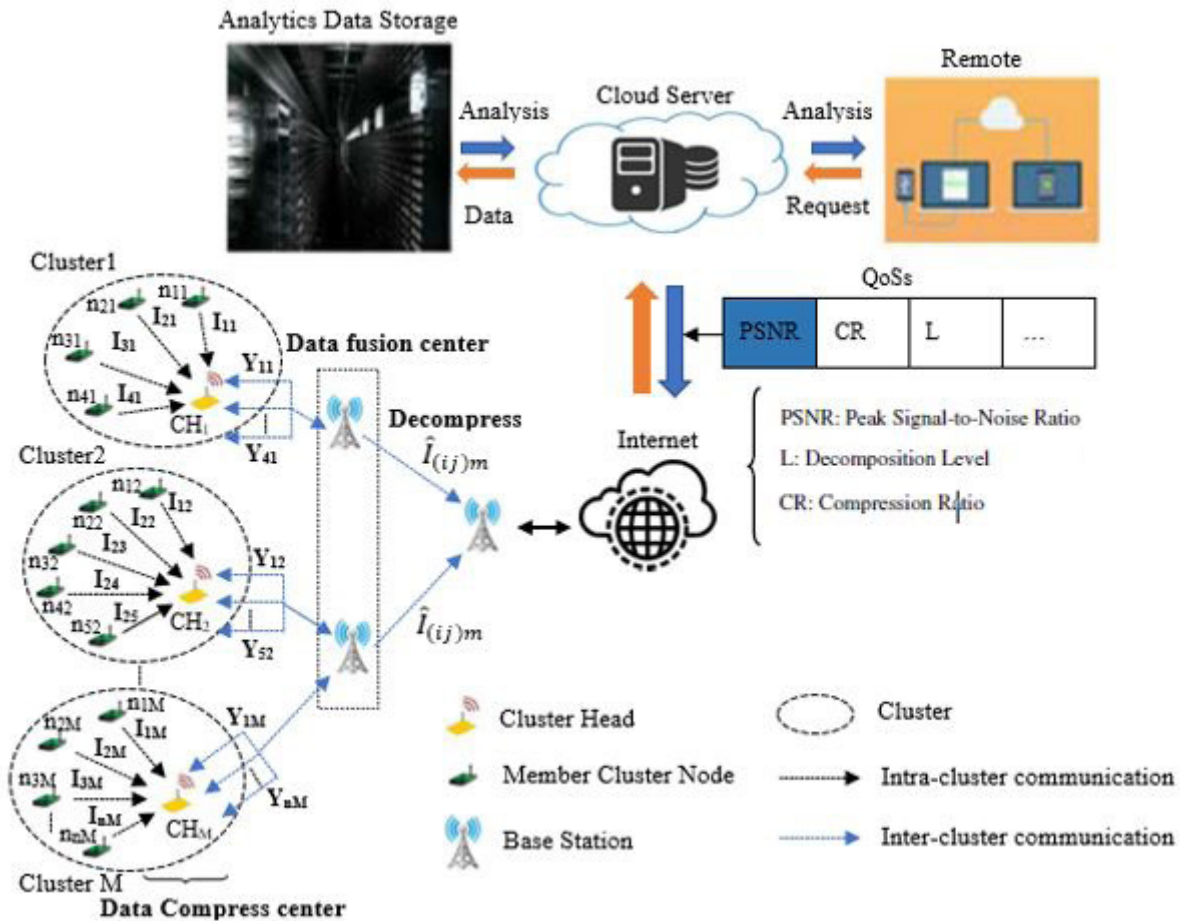 Analytics Data Storage
Remote
Cloud Server
Analysis
Analysis
Data
Request
QoSs
PSNR CR L ...
PSNR: Peak Signal-to-Noise Ratio
L: Decomposition Level
CR: Compression Ratio
Internet
Cluster1
n11
n21
n31
n41
I11
I21
I31
I41
CH1
Y11
Y41
Data fusion center
Decompress
Î(ij)m
Î(ij)m
Cluster2
n12
n22
n32
n42
n52
I12
I22
I23
I24
I25
CH2
Y12
Y52
n1M
n2M
n3M
nnM
I1M
I2M
I3M
InM
CHM
Y1M
YnM
Cluster M
Data Compress center
Cluster Head
Member Cluster Node
Base Station
Cluster
Intra-cluster communication
Inter-cluster communication